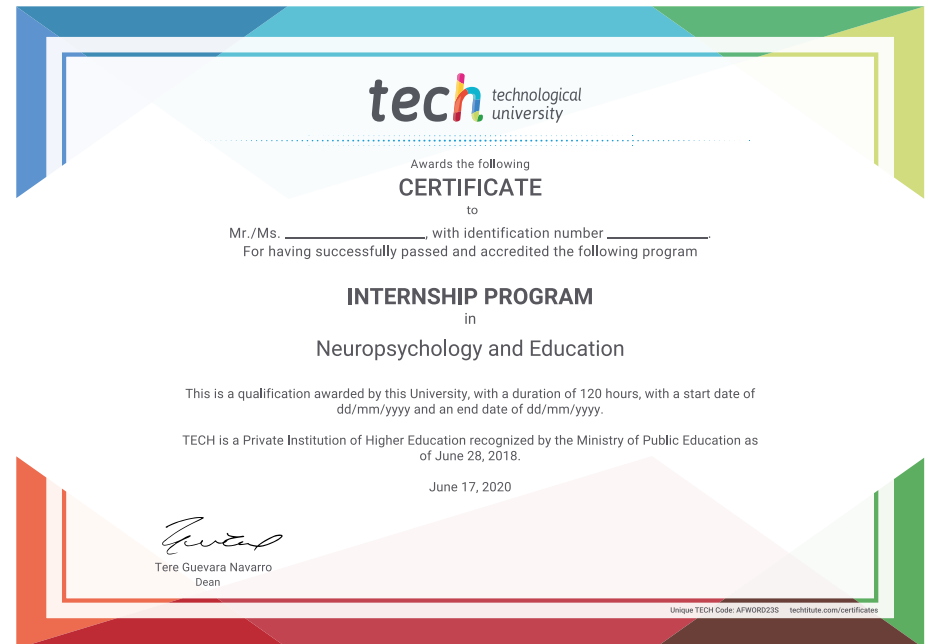 tech technological
university
Awards the following
CERTIFICATE
to
Mr./Ms. ____________________, with identification number ______________.
For having successfully passed and accredited the following program
INTERNSHIP PROGRAM
in
Neuropsychology and Education
This is a qualification awarded by this University, with a duration of 120 hours, with a start date of
dd/mm/yyyy and an end date of dd/mm/yyyy.
TECH is a Private Institution of Higher Education recognized by the Ministry of Public Education as
of June 28, 2018.
June 17, 2020
Tere Guevara Navarro
Dean
Unique TECH Code: AFWORD23S techtitute.com/certificates